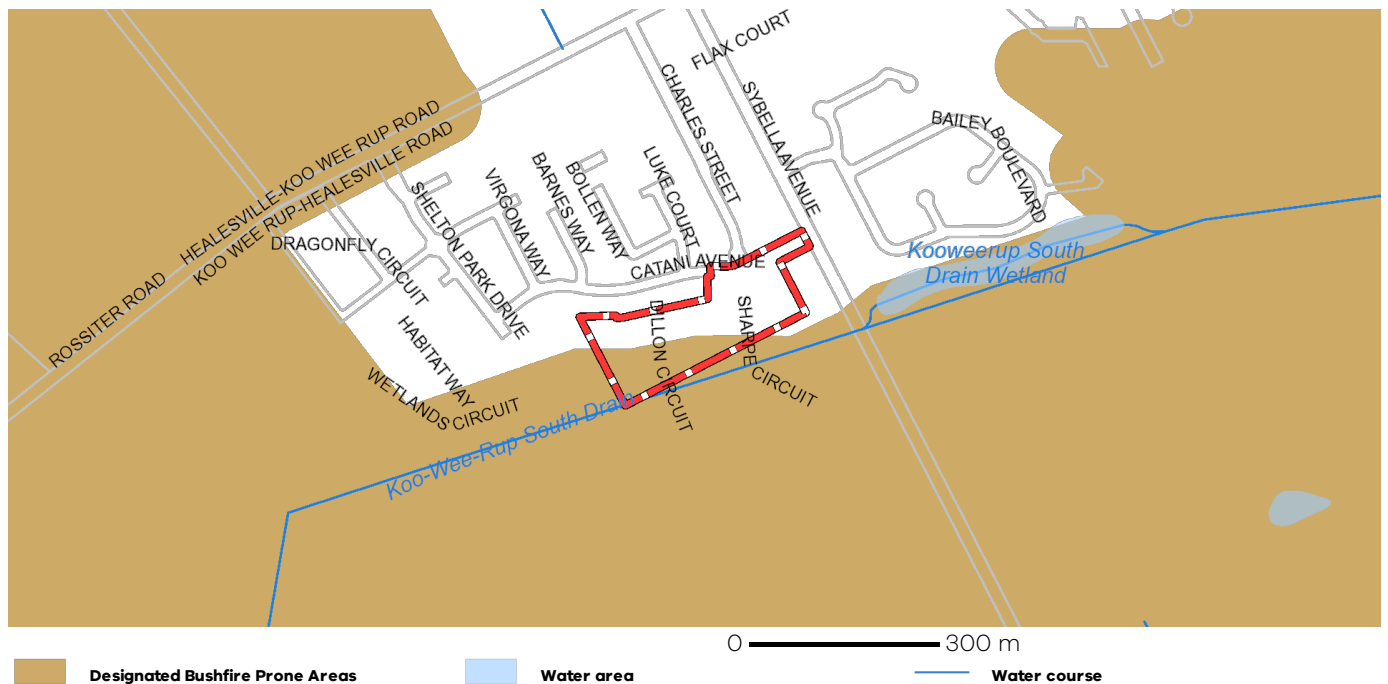 FLAX COURT
CHARLES STREET
SYBELLA AVENUE
BAILEY BOULEVARD
HEALESVILLE-KOO WEE RUP ROAD
KOO WEE RUP-HEALESVILLE ROAD
LUKE COURT
BOLLEN WAY
BARNES WAY
VIRGONA WAY
SHELTON PARK DRIVE
DRAGONFLY CIRCUIT
CATANI AVENUE
Kooweerup South
Drain Wetland
ROSSITER ROAD
HABITAT WAY
DILLON CIRCUIT
SHARPE CIRCUIT
WETLANDS CIRCUIT
Koo-Wee-Rup South Drain
0 300 m
Designated Bushfire Prone Areas
Water area
Water course